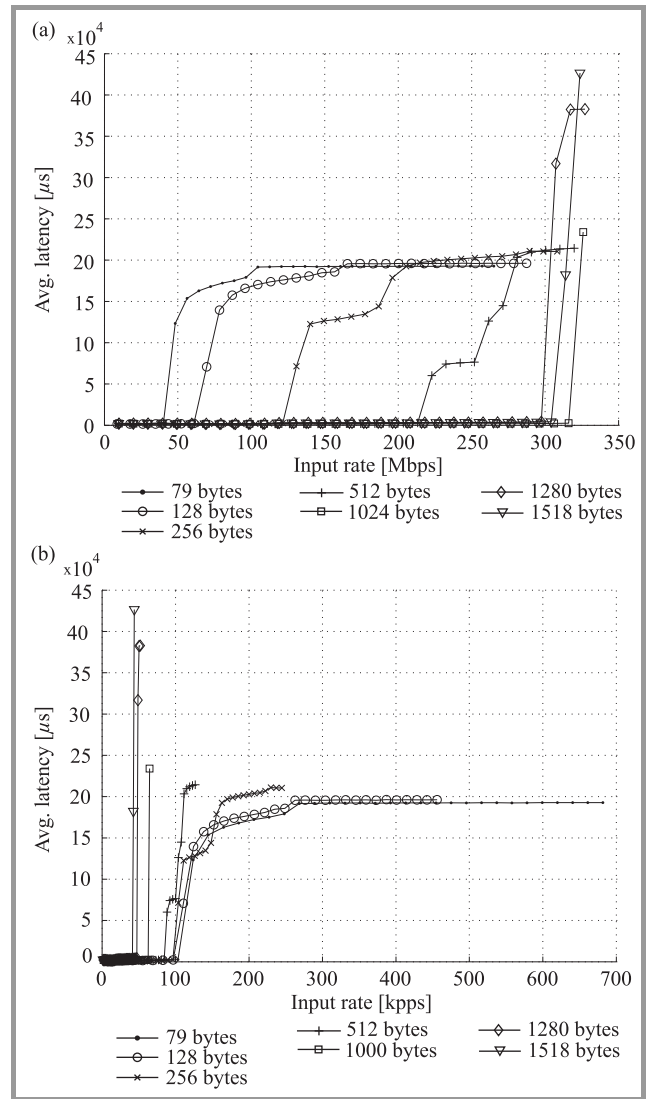 (a)
x10⁴
45
40
35
30
25
20
15
10
5
0
Avg. latency [μs]
0 50 100 150 200 250 300 350
Input rate [Mbps]
79 bytes 512 bytes 1280 bytes
128 bytes 1024 bytes 1518 bytes
256 bytes
(b)
x10⁴
45
40
35
30
25
20
15
10
5
0
Avg. latency [μs]
0 100 200 300 400 500 600 700
Input rate [kpps]
79 bytes 512 bytes 1280 bytes
128 bytes 1000 bytes 1518 bytes
256 bytes